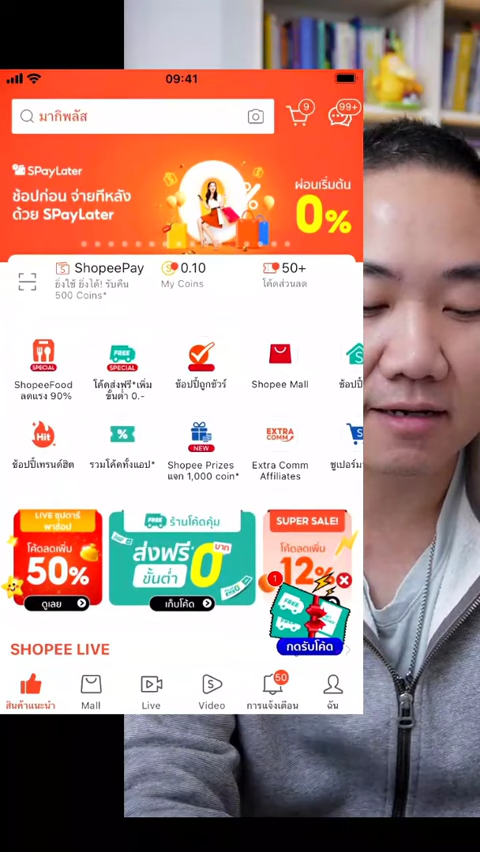 09:41
มากิพลัส
9
99+
SPayLater
ช้อปก่อน จ่ายทีหลัง
ด้วย SPayLater
%
ผ่อนเริ่มต้น
0%
ShopeePay
ยิ่งใช้ ยิ่งได้! รับคืน
500 Coins*
0.10
My Coins
50+
โค้ดส่วนลด
SPECIAL
ShopeeFood
ลดแรง 90%
FREE
SPECIAL
โค้ดส่งฟรี*เพิ่ม
ขั้นต่ำ 0.-
ช้อปปี้ถูกชัวร์
Shopee Mall
ช้อปปี้
Hit
ช้อปปี้เทรนด์ฮิต
%
รวมโค้ดทั้งแอป*
NEW
Shopee Prizes
แจก 1,000 coin*
EXTRA
COMM
Extra Comm
Affiliates
ซูเปอร์ม
LIVE ซุปตาร์
พาช้อป
โค้ดลดเพิ่ม
50%
ดูเลย
FREE
ร้านโค้ดคุ้ม
ส่งฟรี*
ขั้นต่ำ
0
บาท
เก็บโค้ด
SUPER SALE!
โค้ดลดเพิ่ม
12%
1
FREE
กดรับโค้ด
SHOPEE LIVE
สินค้าแนะนำ
Mall
Live
Video
50
การแจ้งเตือน
ฉัน